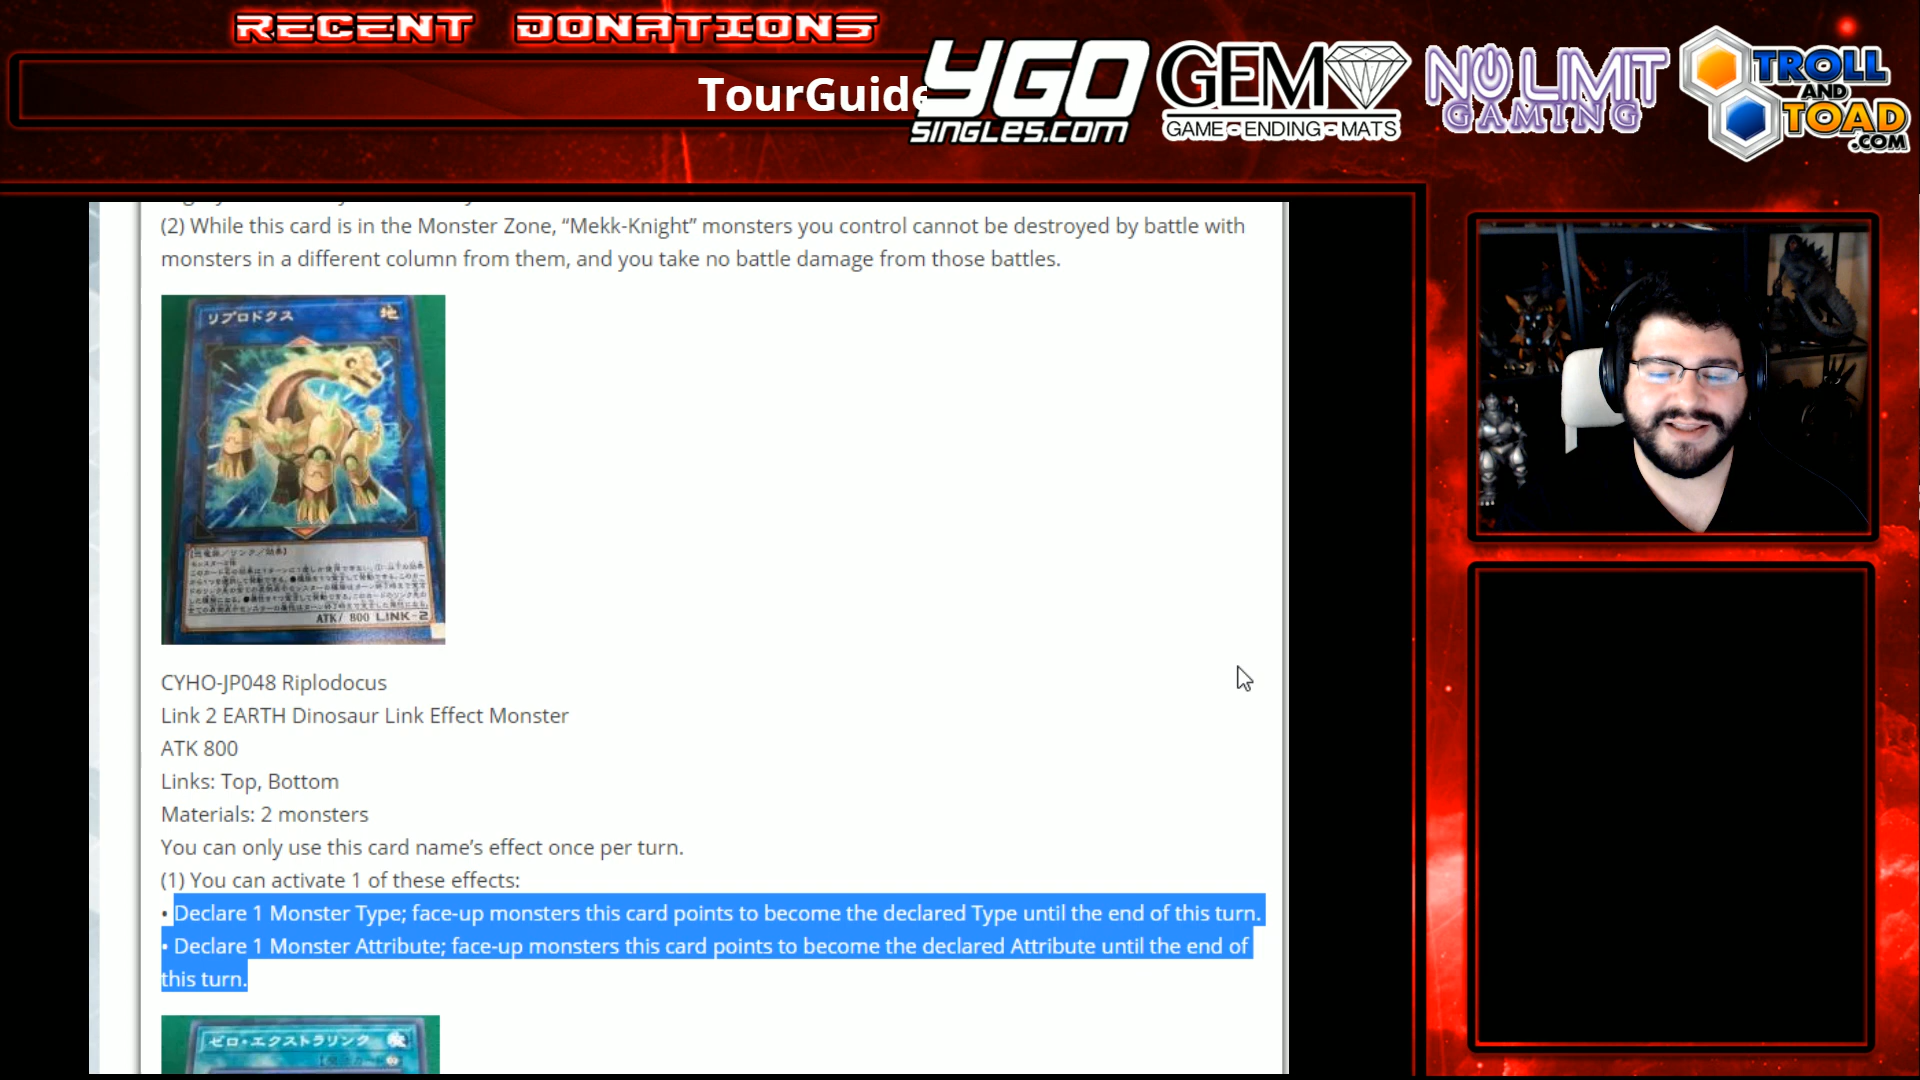 RECENT DONATIONS
TourGuide
YGO
SINGLES.COM
GEM
GAME-ENDING-MATS
NO LIMIT
GAMING
TROLL
AND
TOAD
.COM
(2) While this card is in the Monster Zone, “Mekk-Knight” monsters you control cannot be destroyed by battle with
monsters in a different column from them, and you take no battle damage from those battles.
リプロドクス
地
ATK/ 800 LINK-2
CYHO-JP048 Riplodocus
Link 2 EARTH Dinosaur Link Effect Monster
ATK 800
Links: Top, Bottom
Materials: 2 monsters
You can only use this card name’s effect once per turn.
(1) You can activate 1 of these effects:
• Declare 1 Monster Type; face-up monsters this card points to become the declared Type until the end of this turn.
• Declare 1 Monster Attribute; face-up monsters this card points to become the declared Attribute until the end of
this turn.
ゼロ・エクストラリンク